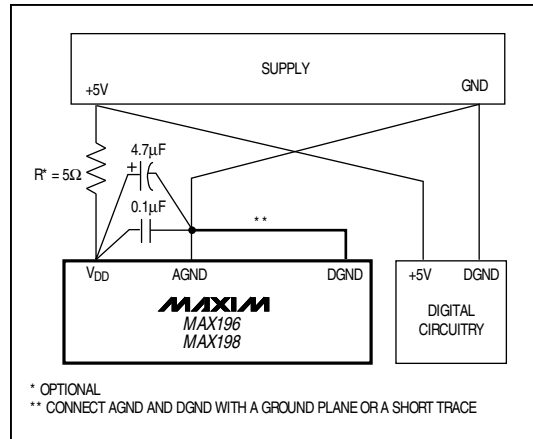 SUPPLY
+5V
GND
4.7µF
+
R* = 5Ω
0.1µF
**
VDD
AGND
DGND
+5V
DGND
MAXIM
MAX196
MAX198
DIGITAL
CIRCUITRY
* OPTIONAL
** CONNECT AGND AND DGND WITH A GROUND PLANE OR A SHORT TRACE